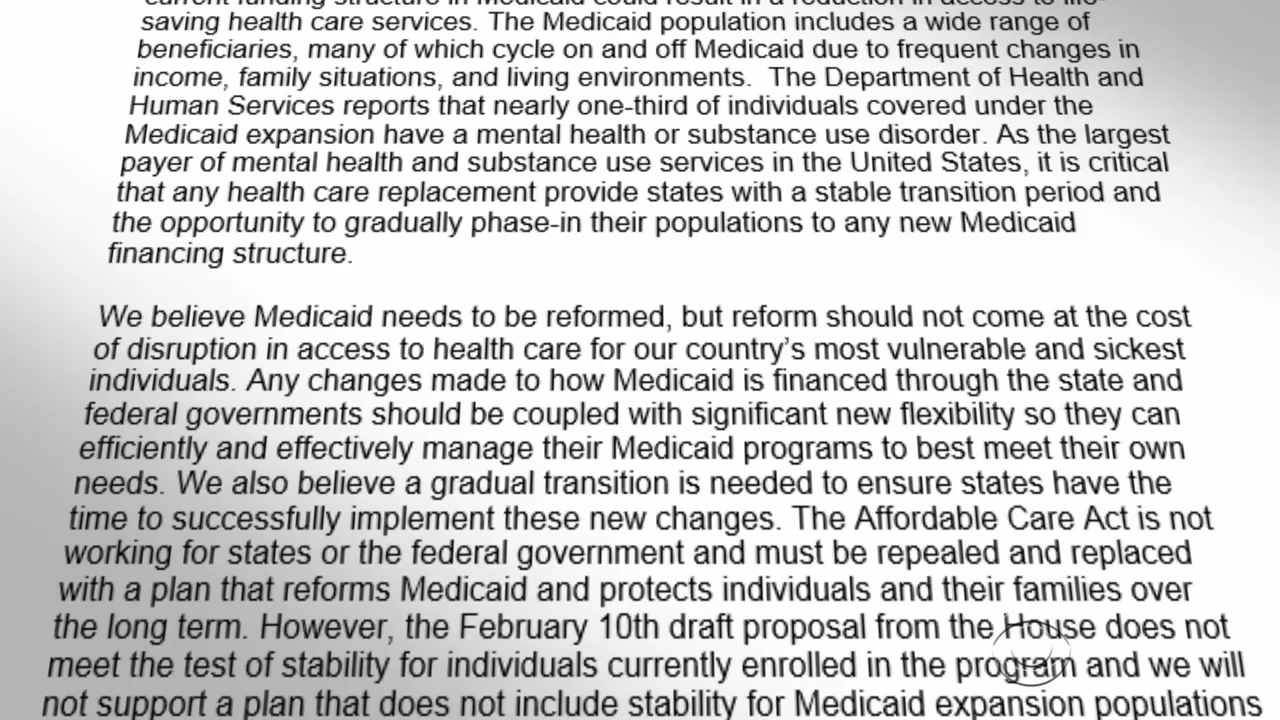 current funding structure in Medicaid could result in a reduction in access to life-
saving health care services. The Medicaid population includes a wide range of
beneficiaries, many of which cycle on and off Medicaid due to frequent changes in
income, family situations, and living environments. The Department of Health and
Human Services reports that nearly one-third of individuals covered under the
Medicaid expansion have a mental health or substance use disorder. As the largest
payer of mental health and substance use services in the United States, it is critical
that any health care replacement provide states with a stable transition period and
the opportunity to gradually phase-in their populations to any new Medicaid
financing structure.
We believe Medicaid needs to be reformed, but reform should not come at the cost
of disruption in access to health care for our country’s most vulnerable and sickest
individuals. Any changes made to how Medicaid is financed through the state and
federal governments should be coupled with significant new flexibility so they can
efficiently and effectively manage their Medicaid programs to best meet their own
needs. We also believe a gradual transition is needed to ensure states have the
time to successfully implement these new changes. The Affordable Care Act is not
working for states or the federal government and must be repealed and replaced
with a plan that reforms Medicaid and protects individuals and their families over
the long term. However, the February 10th draft proposal from the House does not
meet the test of stability for individuals currently enrolled in the program and we will
not support a plan that does not include stability for Medicaid expansion populations